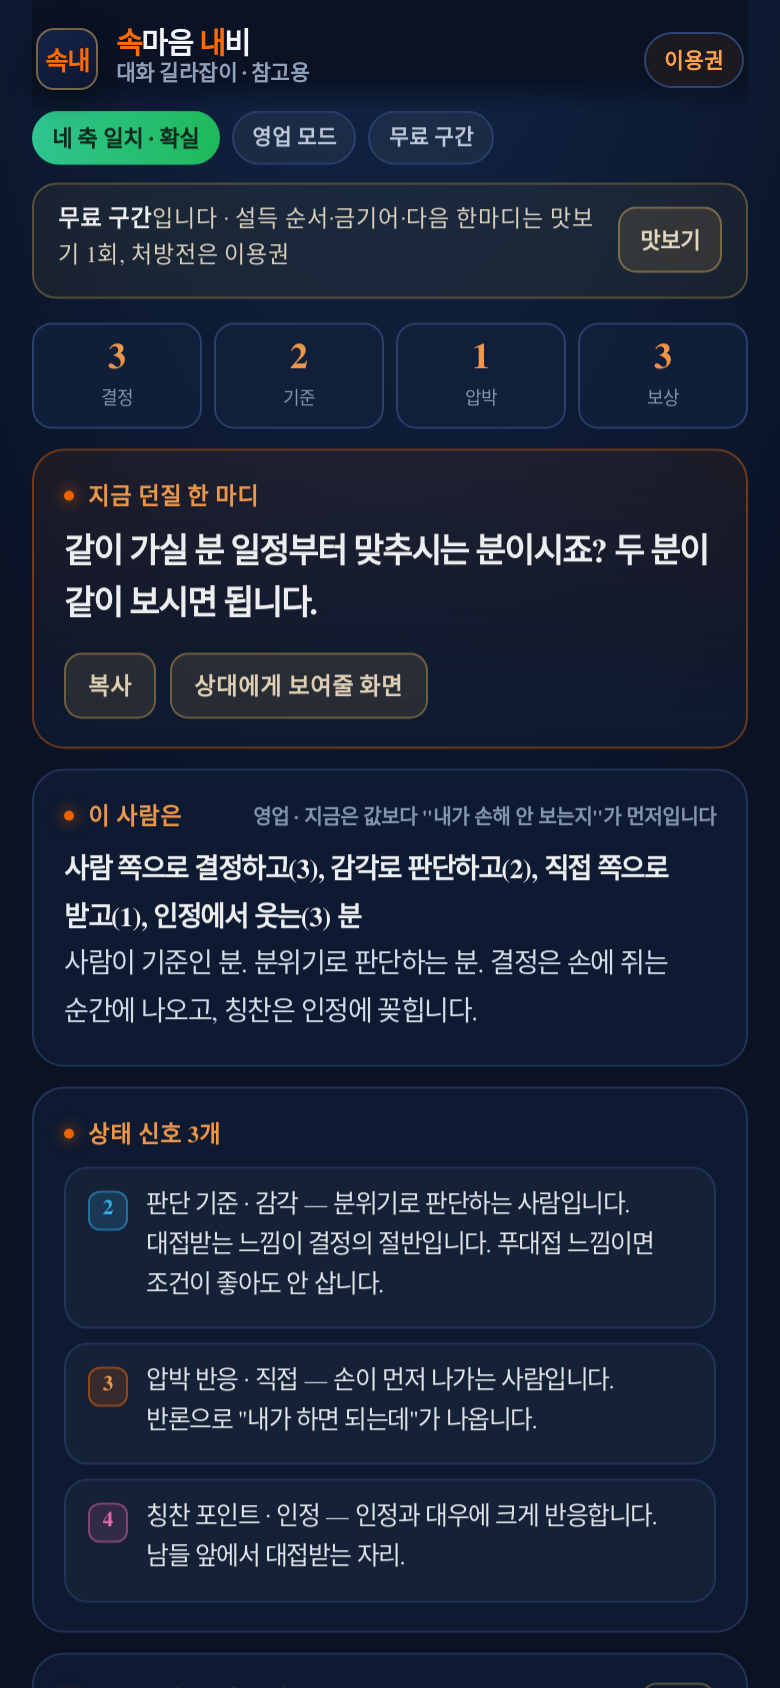 속내
속마음 내비
대화 길라잡이 · 참고용
이용권
네 축 일치 · 확실
영업 모드
무료 구간
무료 구간입니다 · 설득 순서·금기어·다음 한마디는 맛보
기 1회, 처방전은 이용권
맛보기
3
결정
2
기준
1
압박
3
보상
지금 던질 한 마디
같이 가실 분 일정부터 맞추시는 분이시죠? 두 분이
같이 보시면 됩니다.
복사
상대에게 보여줄 화면
이 사람은
영업 · 지금은 값보다 "내가 손해 안 보는지"가 먼저입니다
사람 쪽으로 결정하고(3), 감각로 판단하고(2), 직접 쪽으로
받고(1), 인정에서 웃는(3) 분
사람이 기준인 분. 분위기로 판단하는 분. 결정은 손에 쥐는
순간에 나오고, 칭찬은 인정에 꽂힙니다.
상태 신호 3개
2
판단 기준 · 감각 — 분위기로 판단하는 사람입니다.
대접받는 느낌이 결정의 절반입니다. 푸대접 느낌이면
조건이 좋아도 안 삽니다.
3
압박 반응 · 직접 — 손이 먼저 나가는 사람입니다.
반론으로 "내가 하면 되는데"가 나옵니다.
4
칭찬 포인트 · 인정 — 인정과 대우에 크게 반응합니다.
남들 앞에서 대접받는 자리.